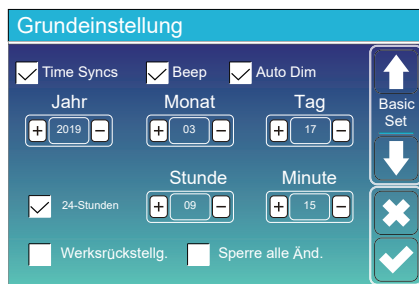 Grundeinstellung
Time Syncs Beep Auto Dim
Jahr Monat Tag
+ 2019 − + 03 − + 17 −
Basic
Set
Stunde Minute
24-Stunden + 09 − + 15 −
Werksrückstellg. Sperre alle Änd.